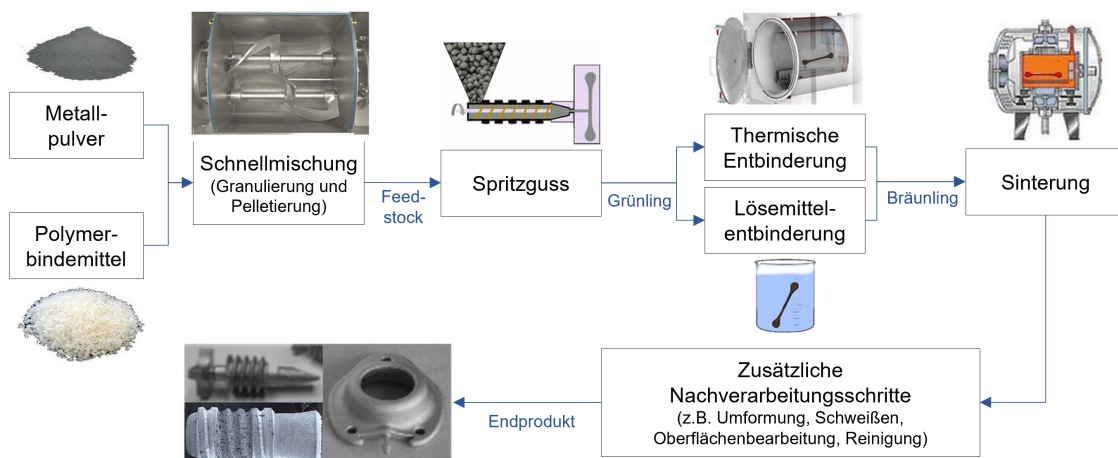 Metall-
pulver
Polymer-
bindemittel
Schnellmischung
(Granulierung und
Pelletierung)
Feed-
stock
Spritzguss
Grünling
Thermische
Entbinderung
Lösemittel-
entbinderung
Bräunling
Sinterung
Zusätzliche
Nachverarbeitungsschritte
(z.B. Umformung, Schweißen,
Oberflächenbearbeitung, Reinigung)
Endprodukt